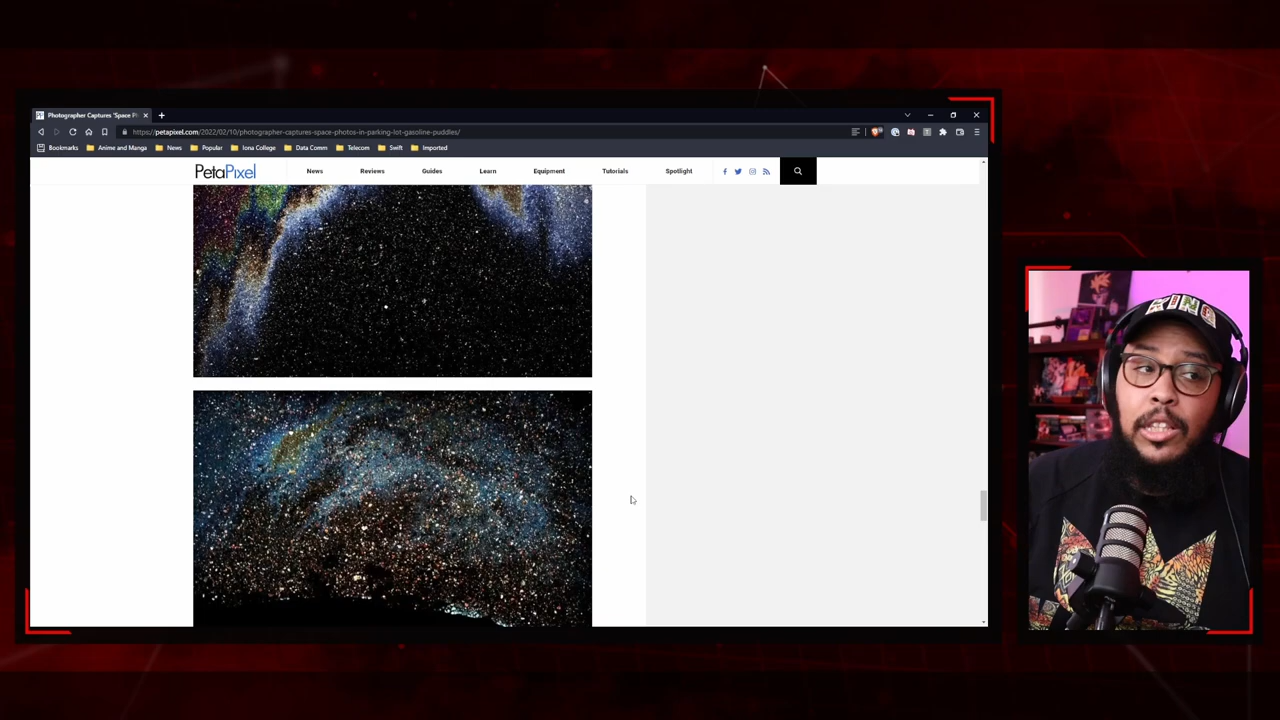 Photographer Captures 'Space Ph
https://petapixel.com/2022/02/10/photographer-captures-space-photos-in-parking-lot-gasoline-puddles/
Bookmarks Anime and Manga News Popular Iona College Data Comm Telecom Swift Imported
PetaPixel News Reviews Guides Learn Equipment Tutorials Spotlight
KING